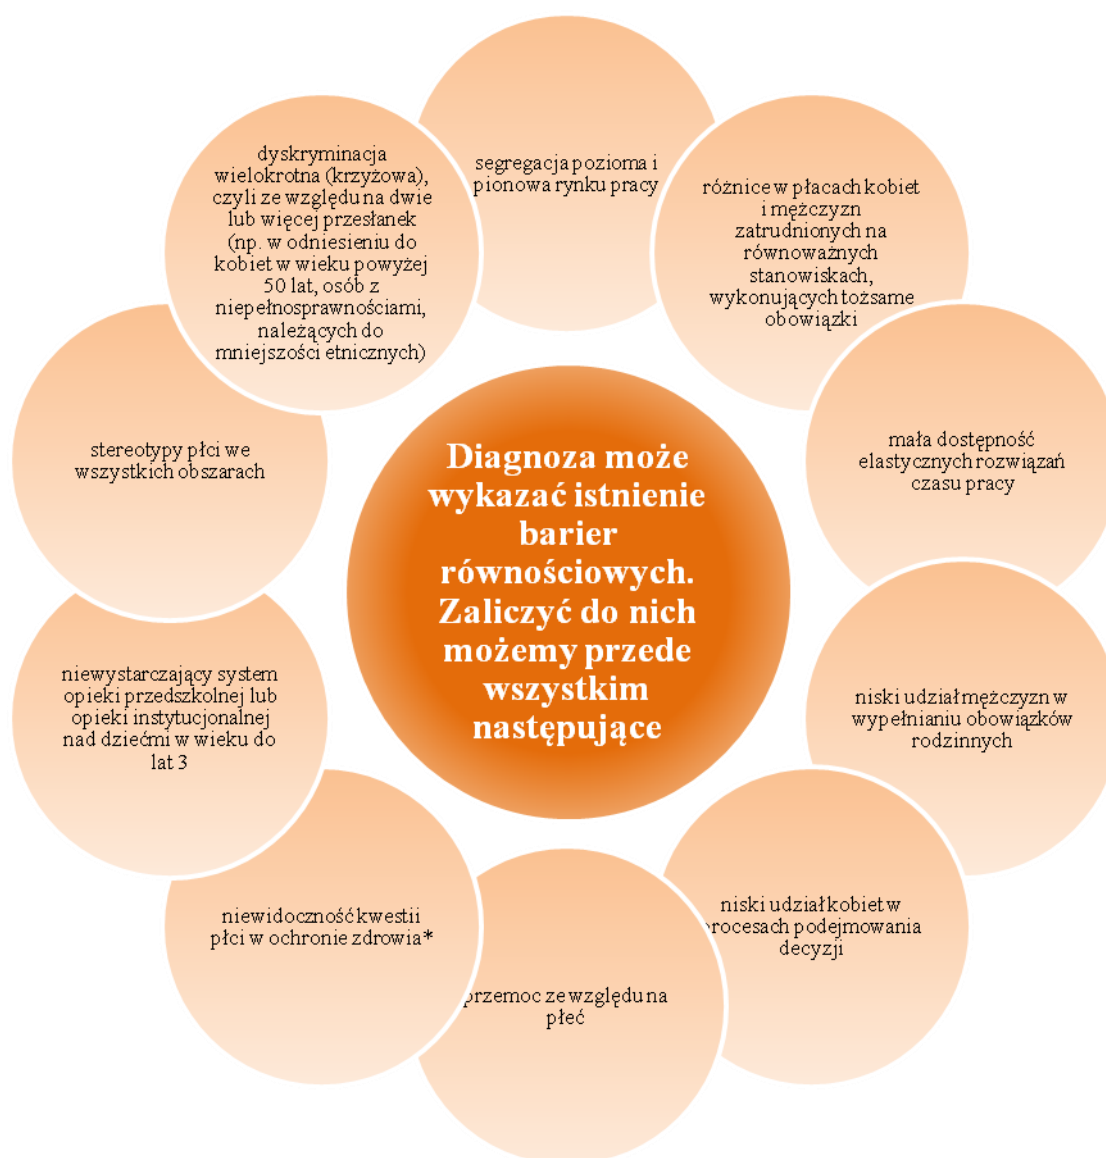 Diagnoza może
wykazać istnienie
barier
równościowych.
Zaliczyć do nich
możemy przede
wszystkim
następujące
segregacja pozioma i
pionowa rynku pracy
różnice w płacach kobiet
i mężczyzn
zatrudnionych na
równoważnych
stanowiskach,
wykonujących tożsame
obowiązki
mała dostępność
elastycznych rozwiązań
czasu pracy
niski udział mężczyzn w
wypełnianiu obowiązków
rodzinnych
niski udział kobiet w
procesach podejmowania
decyzji
przemoc ze względu na
płeć
niewidoczność kwestii
płci w ochronie zdrowia*
niewystarczający system
opieki przedszkolnej lub
opieki instytucjonalnej
nad dziećmi w wieku do
lat 3
stereotypy płci we
wszystkich obszarach
dyskryminacja
wielokrotna (krzyżowa),
czyli ze względu na dwie
lub więcej przesłanek
(np. w odniesieniu do
kobiet w wieku powyżej
50 lat, osób z
niepełnosprawnościami,
należących do
mniejszości etnicznych)